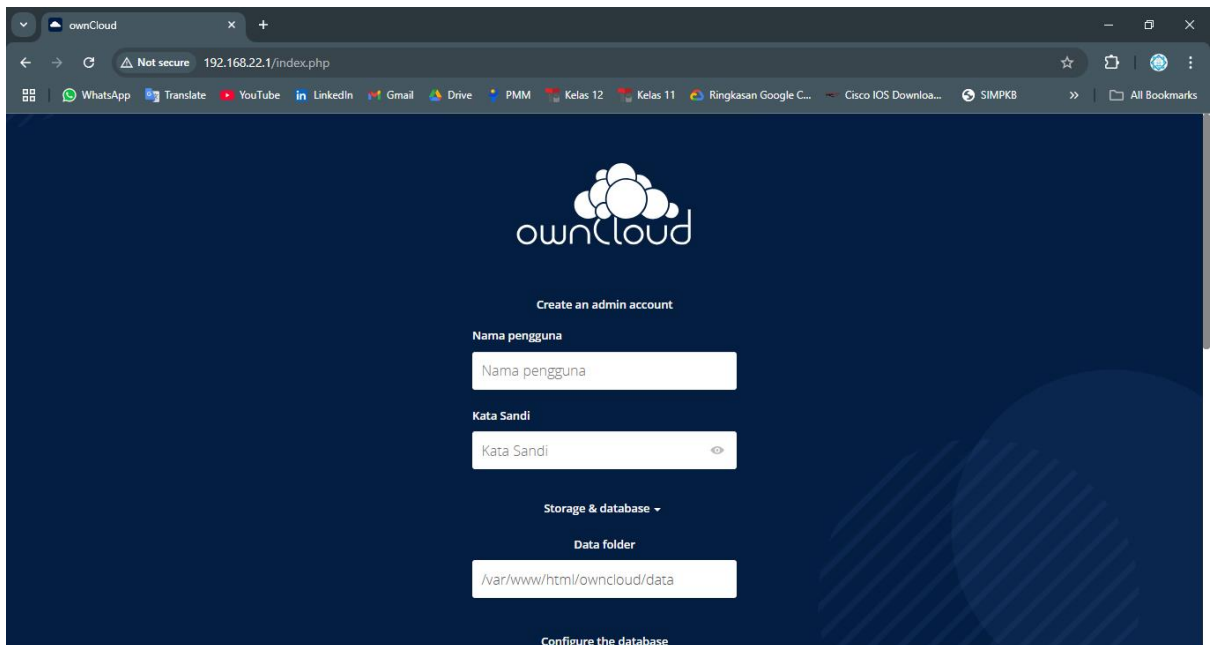 ownCloud
Not secure 192.168.22.1/index.php
WhatsApp Translate YouTube LinkedIn Gmail Drive PMM Kelas 12 Kelas 11 Ringkasan Google C... Cisco IOS Downloa... SIMPKB » All Bookmarks
ownCloud
Create an admin account
Nama pengguna
Nama pengguna
Kata Sandi
Kata Sandi
Storage & database
Data folder
/var/www/html/owncloud/data
Configure the database